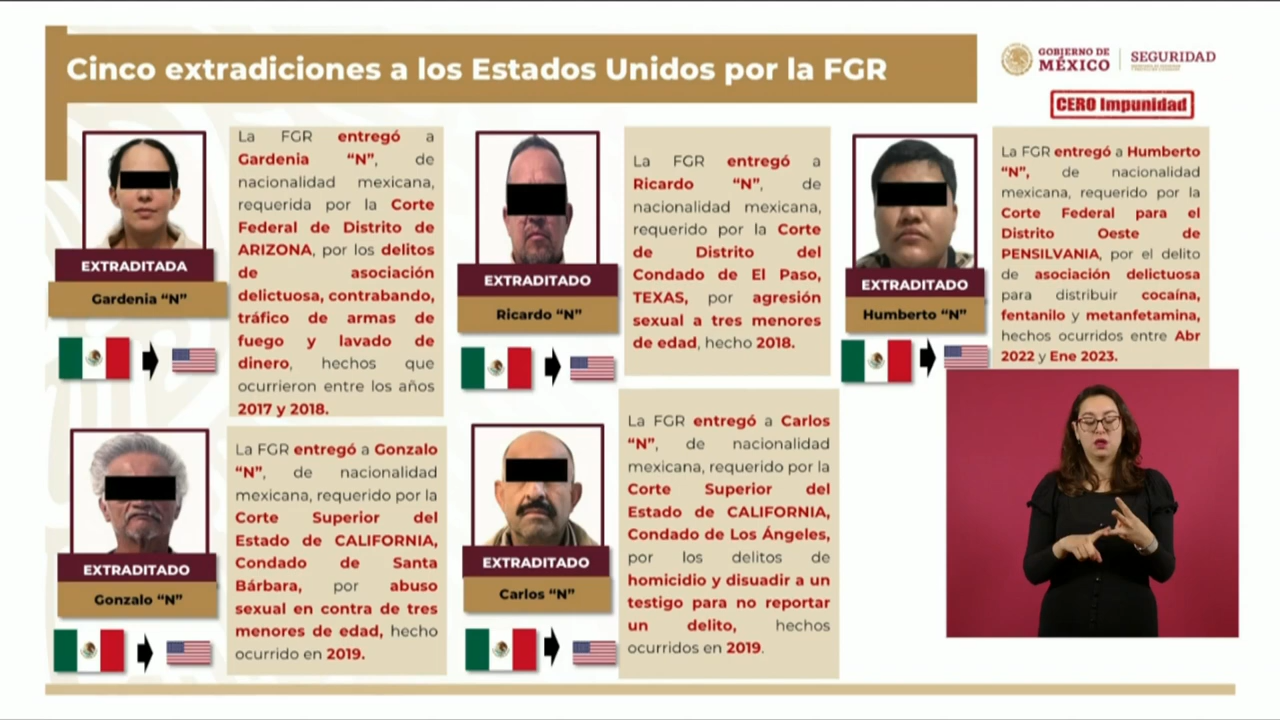 Cinco extradiciones a los Estados Unidos por la FGR
GOBIERNO DE
MÉXICO
SEGURIDAD
CERO Impunidad
EXTRADITADA
Gardenia “N”
La FGR entregó a
Gardenia “N”, de
nacionalidad mexicana,
requerida por la Corte
Federal de Distrito de
ARIZONA, por los delitos
de asociación
delictuosa, contrabando,
tráfico de armas de
fuego y lavado de
dinero, hechos que
ocurrieron entre los años
2017 y 2018.
EXTRADITADO
Ricardo “N”
La FGR entregó a
Ricardo “N”, de
nacionalidad mexicana,
requerido por la Corte
de Distrito del
Condado de El Paso,
TEXAS, por agresión
sexual a tres menores
de edad, hecho 2018.
EXTRADITADO
Humberto “N”
La FGR entregó a Humberto
“N”, de nacionalidad
mexicana, requerido por la
Corte Federal para el
Distrito Oeste de
PENSILVANIA, por el delito
de asociación delictuosa
para distribuir cocaína,
fentanilo y metanfetamina,
hechos ocurridos entre Abr
2022 y Ene 2023.
EXTRADITADO
Gonzalo “N”
La FGR entregó a Gonzalo
“N”, de nacionalidad
mexicana, requerido por la
Corte Superior del
Estado de CALIFORNIA,
Condado de Santa
Bárbara, por abuso
sexual en contra de tres
menores de edad, hecho
ocurrido en 2019.
EXTRADITADO
Carlos “N”
La FGR entregó a Carlos
“N”, de nacionalidad
mexicana, requerido por la
Corte Superior del
Estado de CALIFORNIA,
Condado de Los Ángeles,
por los delitos de
homicidio y disuadir a un
testigo para no reportar
un delito, hechos
ocurridos en 2019.